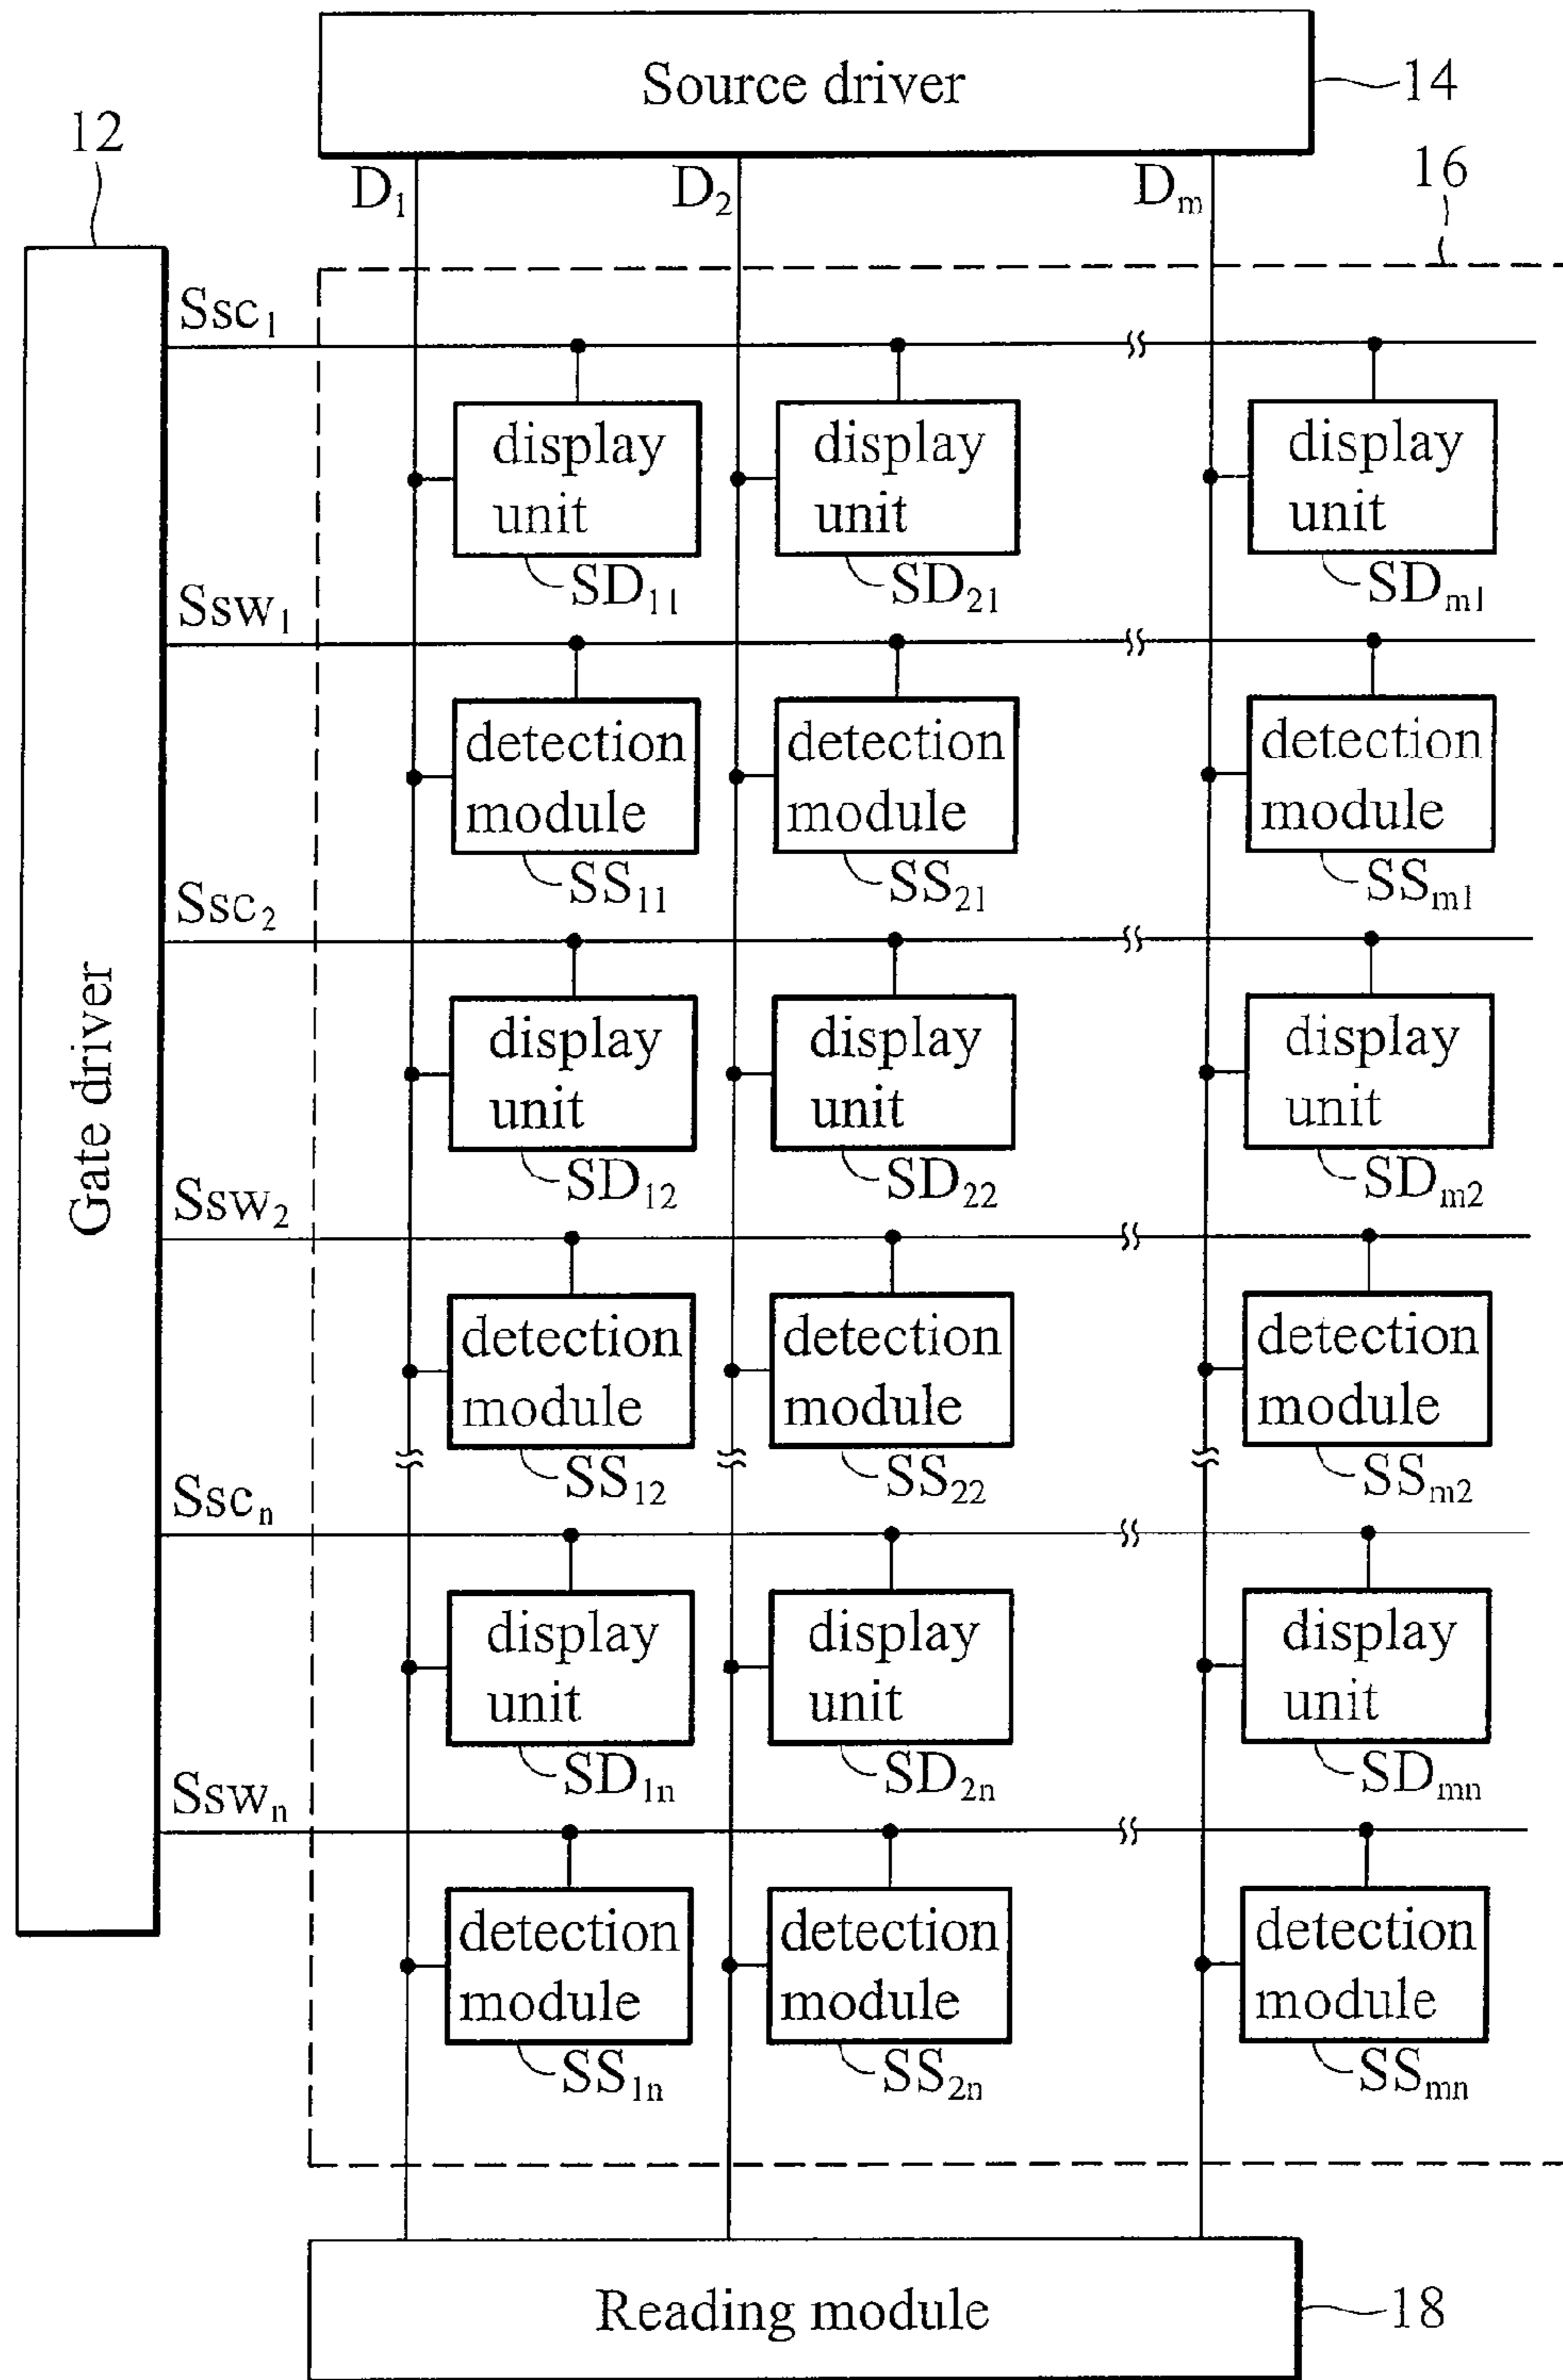 Source driver
14
12
D₁ D₂ Dₘ
16
Ssc₁
display unit
display unit
display unit
SD₁₁ SD₂₁ SDₘ₁
Ssw₁
detection module
detection module
detection module
SS₁₁ SS₂₁ SSₘ₁
Ssc₂
display unit
display unit
display unit
SD₁₂ SD₂₂ SDₘ₂
Gate driver
Ssw₂
detection module
detection module
detection module
SS₁₂ SS₂₂ SSₘ₂
Sscₙ
display unit
display unit
display unit
SD₁ₙ SD₂ₙ SDₘₙ
Sswₙ
detection module
detection module
detection module
SS₁ₙ SS₂ₙ SSₘₙ
Reading module
18